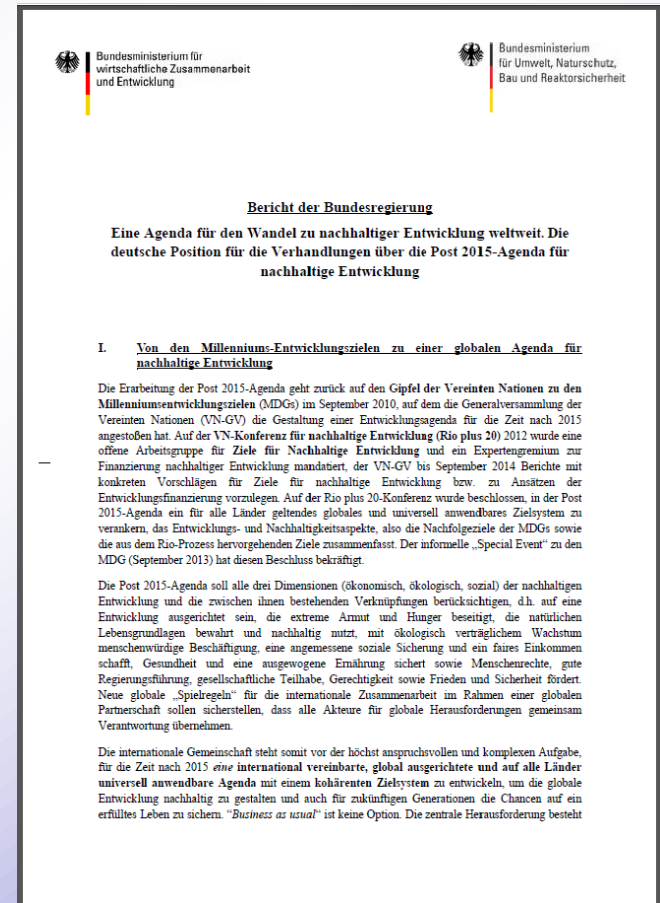 Bundesministerium für
wirtschaftliche Zusammenarbeit
und Entwicklung
Bundesministerium
für Umwelt, Naturschutz,
Bau und Reaktorsicherheit
Bericht der Bundesregierung
Eine Agenda für den Wandel zu nachhaltiger Entwicklung weltweit. Die
deutsche Position für die Verhandlungen über die Post 2015-Agenda für
nachhaltige Entwicklung
I. Von den Millenniums-Entwicklungszielen zu einer globalen Agenda für
nachhaltige Entwicklung
Die Erarbeitung der Post 2015-Agenda geht zurück auf den Gipfel der Vereinten Nationen zu den
Millenniumsentwicklungszielen (MDGs) im September 2010, auf dem die Generalversammlung der
Vereinten Nationen (VN-GV) die Gestaltung einer Entwicklungsagenda für die Zeit nach 2015
angestoßen hat. Auf der VN-Konferenz für nachhaltige Entwicklung (Rio plus 20) 2012 wurde eine
offene Arbeitsgruppe für Ziele für Nachhaltige Entwicklung und ein Expertengremium zur
Finanzierung nachhaltiger Entwicklung mandatiert, der VN-GV bis September 2014 Berichte mit
konkreten Vorschlägen für Ziele für nachhaltige Entwicklung bzw. zu Ansätzen der
Entwicklungsfinanzierung vorzulegen. Auf der Rio plus 20-Konferenz wurde beschlossen, in der Post
2015-Agenda ein für alle Länder geltendes globales und universell anwendbares Zielsystem zu
verankern, das Entwicklungs- und Nachhaltigkeitsaspekte, also die Nachfolgeziele der MDGs sowie
die aus dem Rio-Prozess hervorgehenden Ziele zusammenfasst. Der informelle „Special Event“ zu den
MDG (September 2013) hat diesen Beschluss bekräftigt.
Die Post 2015-Agenda soll alle drei Dimensionen (ökonomisch, ökologisch, sozial) der nachhaltigen
Entwicklung und die zwischen ihnen bestehenden Verknüpfungen berücksichtigen, d.h. auf eine
Entwicklung ausgerichtet sein, die extreme Armut und Hunger beseitigt, die natürlichen
Lebensgrundlagen bewahrt und nachhaltig nutzt, mit ökologisch verträglichem Wachstum
menschenwürdige Beschäftigung, eine angemessene soziale Sicherung und ein faires Einkommen
schafft, Gesundheit und eine ausgewogene Ernährung sichert sowie Menschenrechte, gute
Regierungsführung, gesellschaftliche Teilhabe, Gerechtigkeit sowie Frieden und Sicherheit fördert.
Neue globale „Spielregeln“ für die internationale Zusammenarbeit im Rahmen einer globalen
Partnerschaft sollen sicherstellen, dass alle Akteure für globale Herausforderungen gemeinsam
Verantwortung übernehmen.
Die internationale Gemeinschaft steht somit vor der höchst anspruchsvollen und komplexen Aufgabe,
für die Zeit nach 2015 eine international vereinbarte, global ausgerichtete und auf alle Länder
universell anwendbare Agenda mit einem kohärenten Zielsystem zu entwickeln, um die globale
Entwicklung nachhaltig zu gestalten und auch für zukünftigen Generationen die Chancen auf ein
erfülltes Leben zu sichern. “Business as usual“ ist keine Option. Die zentrale Herausforderung besteht